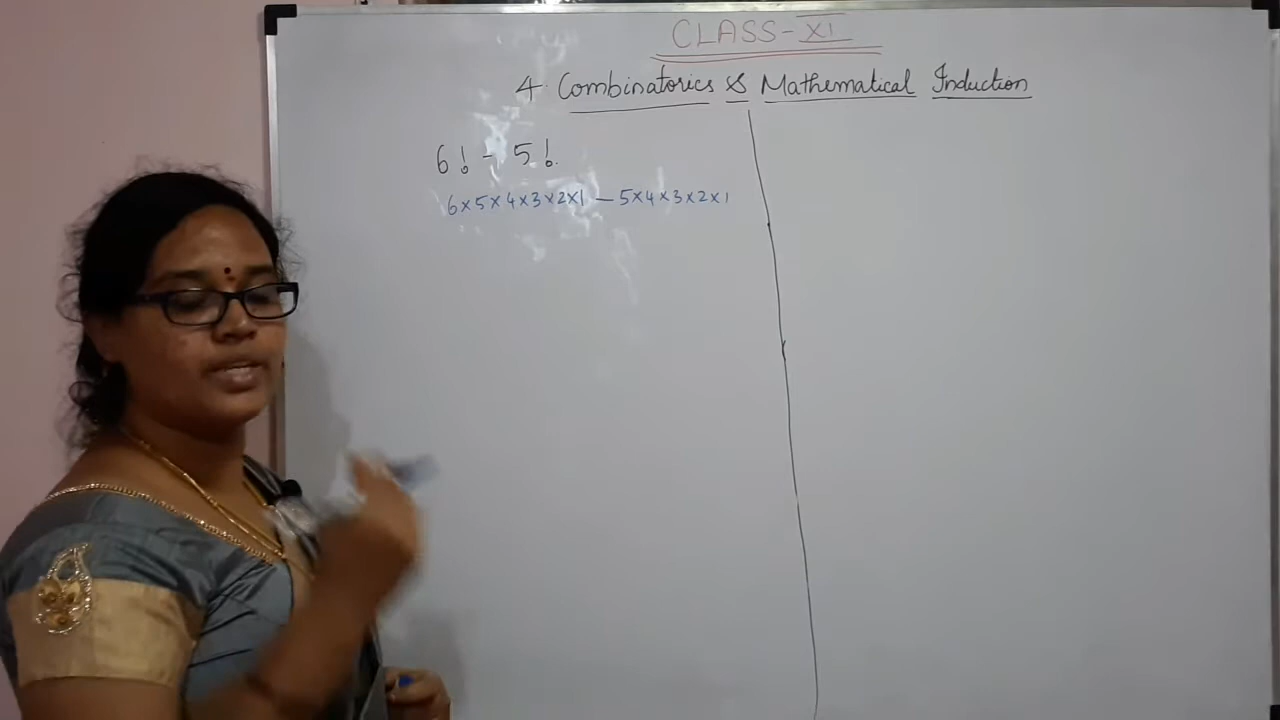 CLASS-XI
4. Combinatorics & Mathematical Induction
6! - 5!.
6×5×4×3×2×1 — 5×4×3×2×1